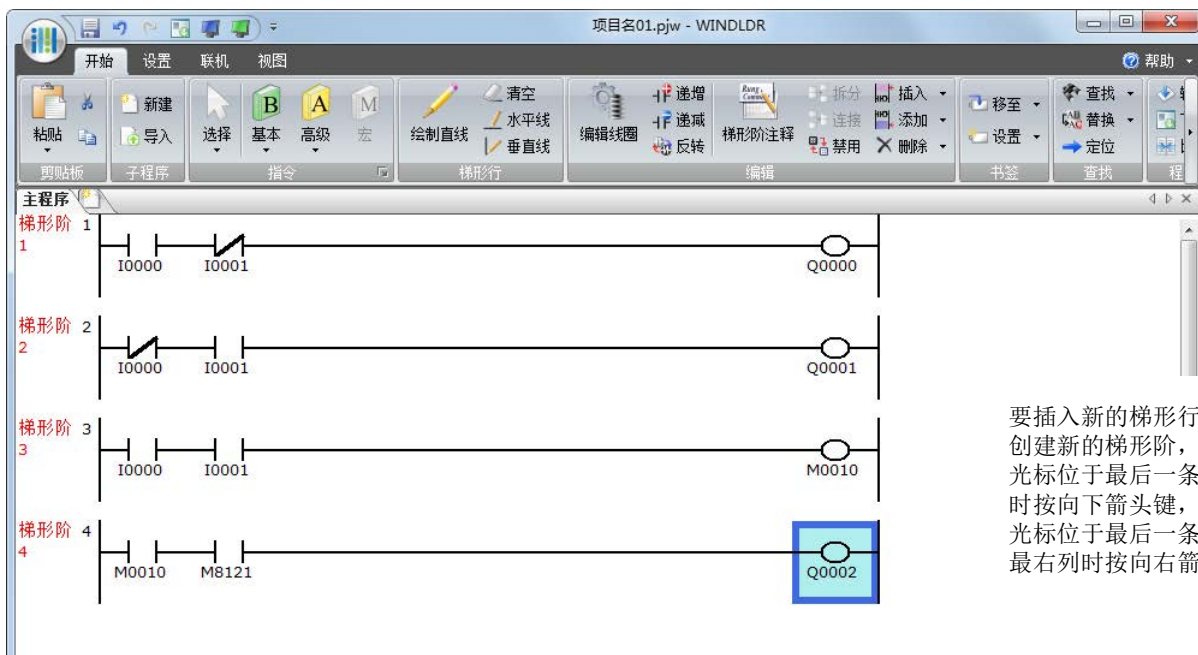 项目名01.pjw - WINDLDR
开始 设置 联机 视图 帮助
粘贴
剪贴板
新建
导入
子程序
选择
B 基本
A 高级
M 宏
指令
绘制直线
清空
水平线
垂直线
梯形行
编辑线圈
递增
递减
反转
Rung Comment
梯形阶注释
拆分
连接
禁用
插入
添加
删除
编辑
移至
设置
书签
查找
替换
定位
查找
程
主程序
梯形阶 1
1
I0000 I0001 Q0000
梯形阶 2
2
I0000 I0001 Q0001
梯形阶 3
3
I0000 I0001 M0010
梯形阶 4
4
M0010 M8121 Q0002
要插入新的梯形行
创建新的梯形阶，
光标位于最后一条
时按向下箭头键，
光标位于最后一条
最右列时按向右箭